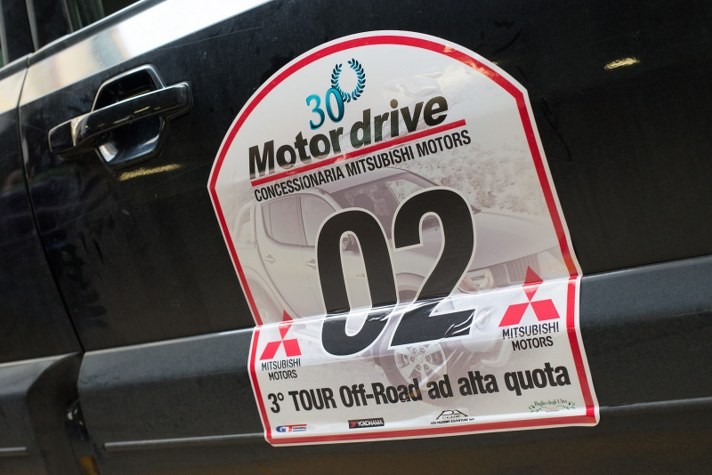 30
Motor drive
CONCESSIONARIA MITSUBISHI MOTORS
02
MITSUBISHI
MOTORS
MITSUBISHI
MOTORS
3° TOUR Off-Road ad alta quota
YOKOHAMA